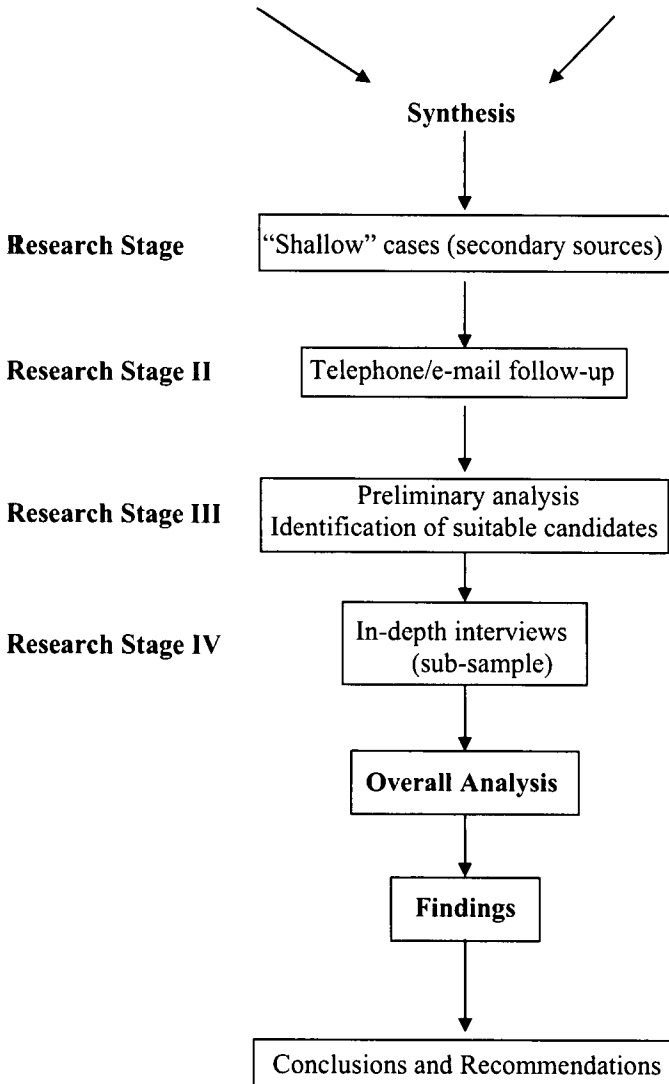 Synthesis
Research Stage
“Shallow” cases (secondary sources)
Research Stage II
Telephone/e-mail follow-up
Research Stage III
Preliminary analysis
Identification of suitable candidates
Research Stage IV
In-depth interviews
(sub-sample)
Overall Analysis
Findings
Conclusions and Recommendations